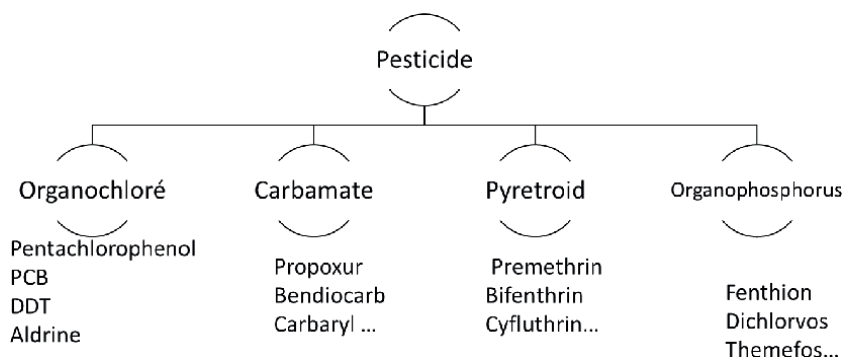 Pesticide
Organochloré
Carbamate
Pyretroid
Organophosphorus
Pentachlorophenol
PCB
DDT
Aldrine
Propoxur
Bendiocarb
Carbaryl ...
Premethrin
Bifenthrin
Cyfluthrin...
Fenthion
Dichlorvos
Themefos...